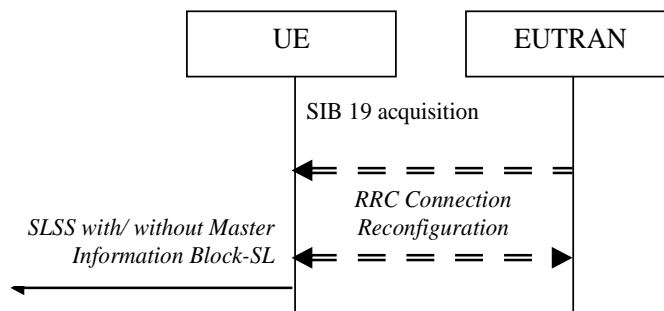 UE
EUTRAN
SIB 19 acquisition
RRC Connection
Reconfiguration
SLSS with/ without Master
Information Block-SL